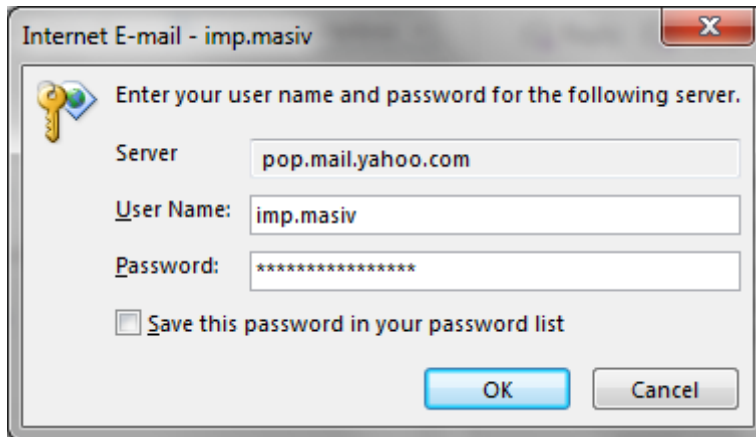 Internet E-mail - imp.masiv
Enter your user name and password for the following server.
Server pop.mail.yahoo.com
User Name: imp.masiv
Password: ****************
Save this password in your password list
OK Cancel